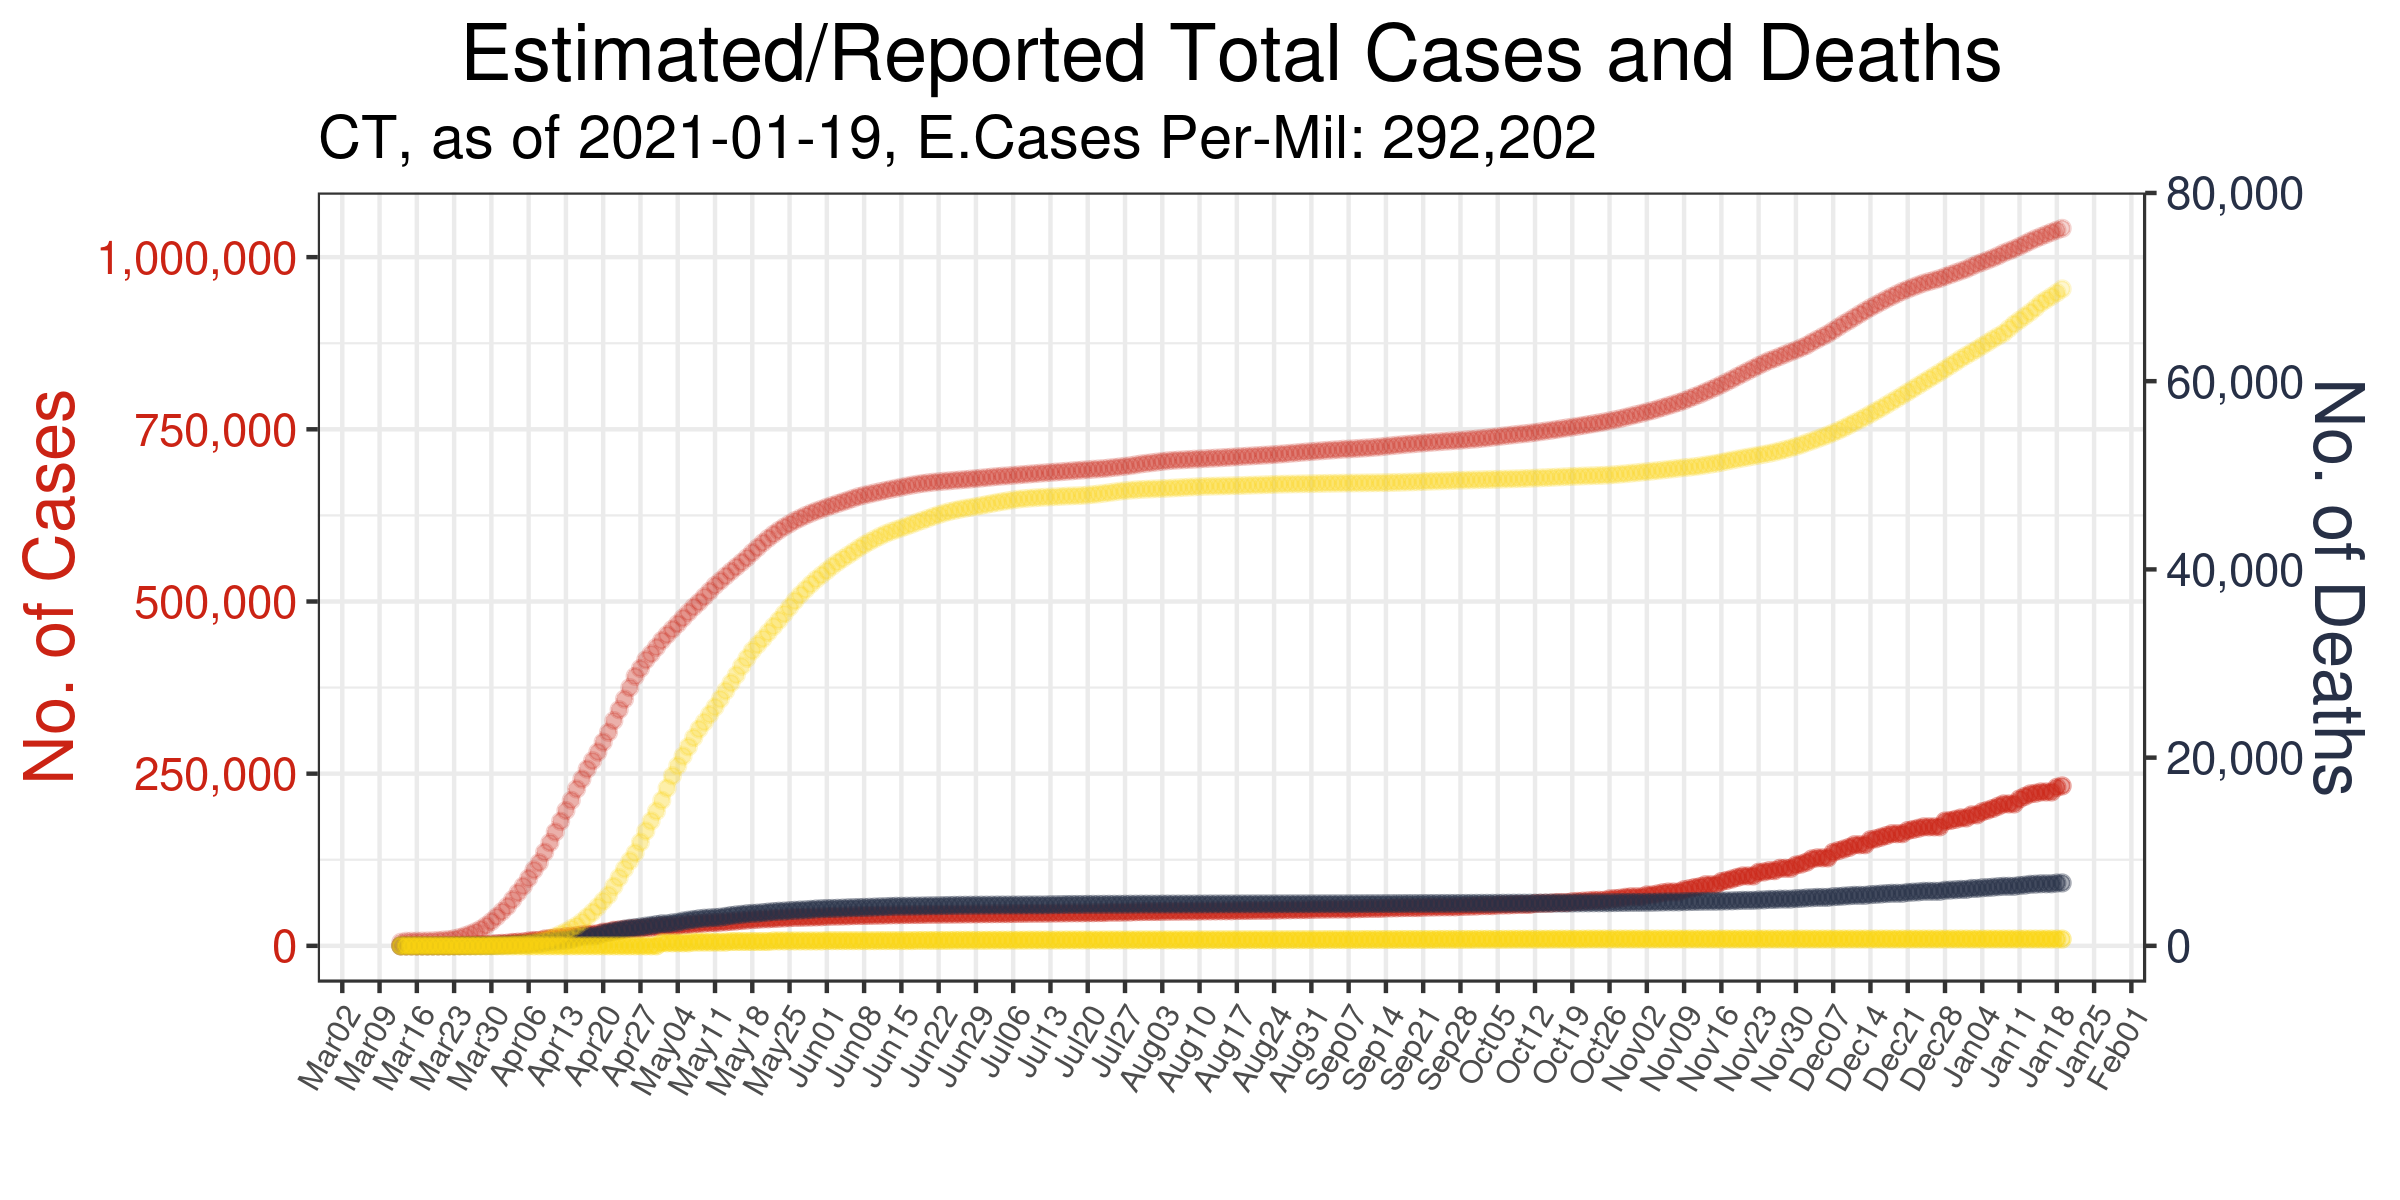 Estimated/Reported Total Cases and Deaths
CT, as of 2021-01-19, E.Cases Per-Mil: 292,202
No. of Cases
1,000,000
750,000
500,000
250,000
0
80,000
60,000
40,000
20,000
0
No. of Deaths
Mar02
Mar09
Mar16
Mar23
Mar30
Apr06
Apr13
Apr20
Apr27
May04
May11
May18
May25
Jun01
Jun08
Jun15
Jun22
Jun29
Jul06
Jul13
Jul20
Jul27
Aug03
Aug10
Aug17
Aug24
Aug31
Sep07
Sep14
Sep21
Sep28
Oct05
Oct12
Oct19
Oct26
Nov02
Nov09
Nov16
Nov23
Nov30
Dec07
Dec14
Dec21
Dec28
Jan04
Jan11
Jan18
Jan25
Feb01